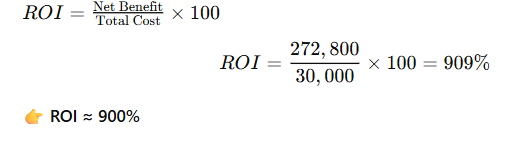 ROI = Net Benefit / Total Cost × 100
ROI = 272,800 / 30,000 × 100 = 909%
👉 ROI ≈ 900%